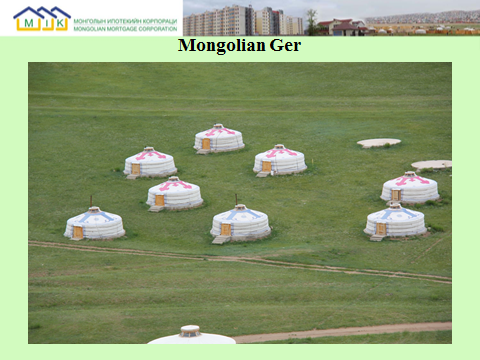 МОНГОЛЫН ИПОТЕКИЙН КОРПОРАЦИ
MONGOLIAN MORTGAGE CORPORATION
МИК
Mongolian Ger